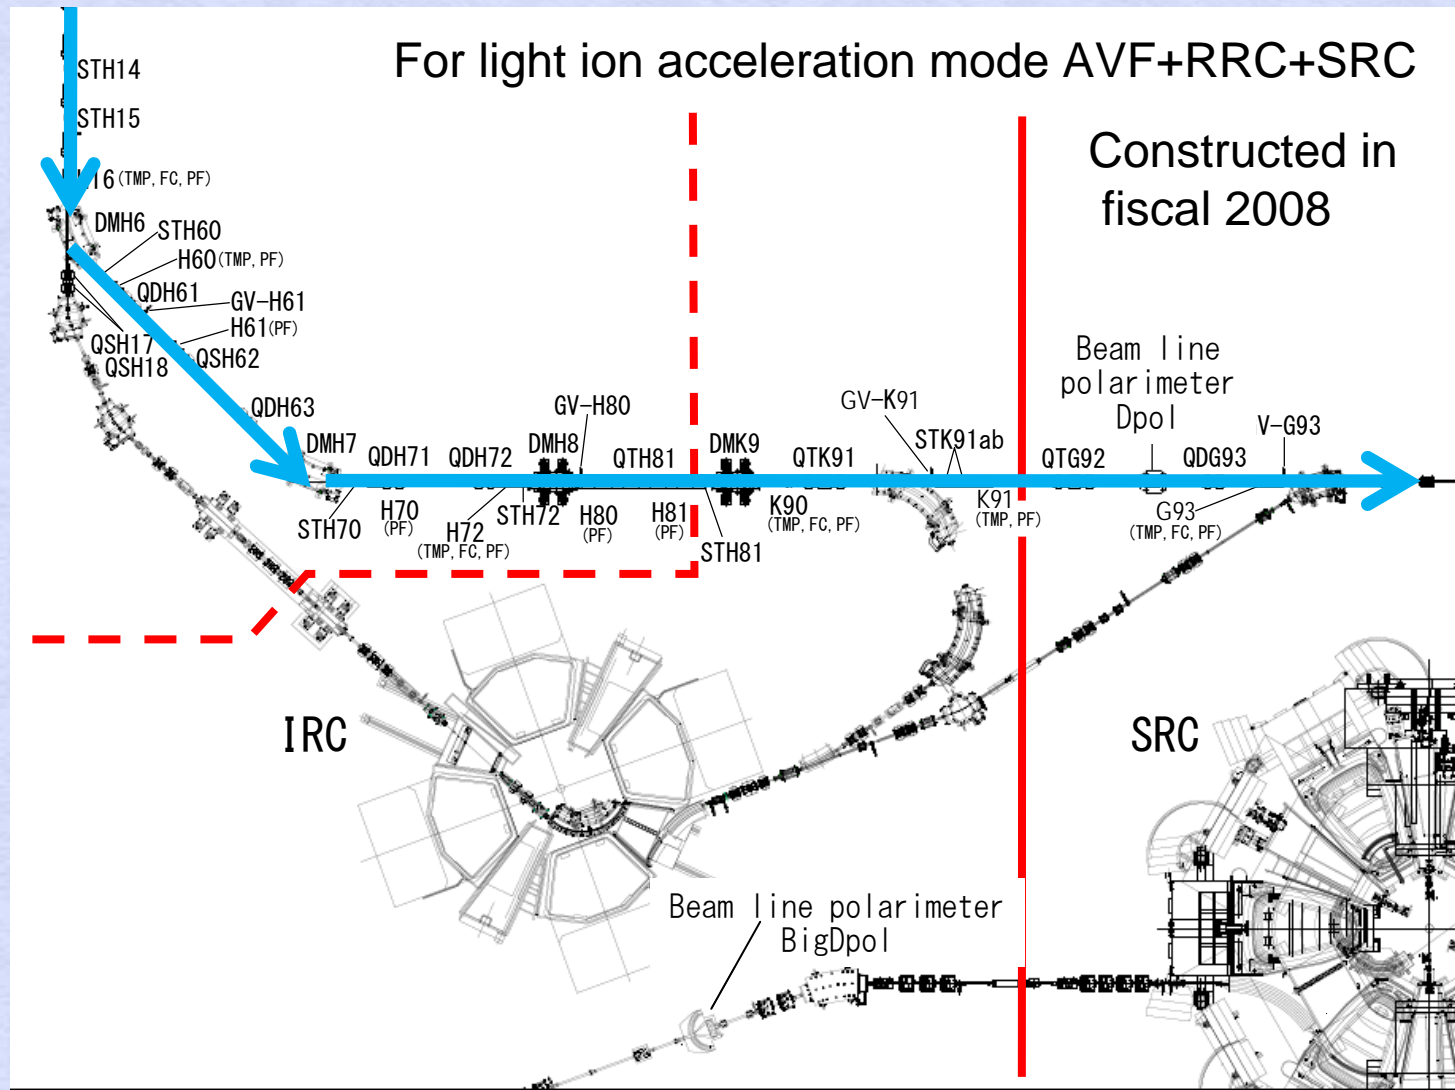 For light ion acceleration mode AVF+RRC+SRC
Constructed in
fiscal 2008
STH14
STH15
16(TMP, FC, PF)
DMH6
STH60
H60(TMP, PF)
QDH61
GV-H61
H61(PF)
QSH17
QSH18
QSH62
QDH63
DMH7
QDH71
QDH72
DMH8
GV-H80
QTH81
DMK9
QTK91
GV-K91
STK91ab
QTG92
Beam line
polarimeter
Dpol
QDG93
V-G93
STH70
H70
(PF)
H72
(TMP, FC, PF)
STH72
H80
(PF)
H81
(PF)
STH81
K90
(TMP, FC, PF)
K91
(TMP, PF)
G93
(TMP, FC, PF)
IRC
SRC
Beam line polarimeter
BigDpol